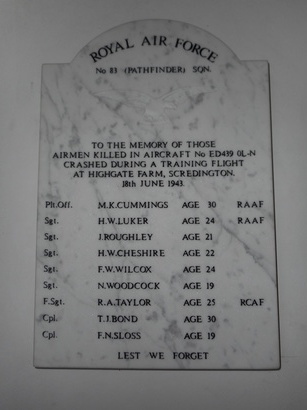 ROYAL AIR FORCE
No 83 (PATHFINDER) SQN.
TO THE MEMORY OF THOSE
AIRMEN KILLED IN AIRCRAFT No ED439 OL-N
CRASHED DURING A TRAINING FLIGHT
AT HIGHGATE FARM, SCREDINGTON.
18th JUNE 1943.
Plt.Off. M.K.CUMMINGS AGE 30 RAAF
Sgt. H.W.LUKER AGE 24 RAAF
Sgt. J.ROUGHLEY AGE 21
Sgt. H.W.CHESHIRE AGE 22
Sgt. F.W.WILCOX AGE 24
Sgt. N.WOODCOCK AGE 19
F.Sgt. R.A.TAYLOR AGE 25 RCAF
Cpl. T.J.BOND AGE 30
Cpl. F.N.SLOSS AGE 19
LEST WE FORGET